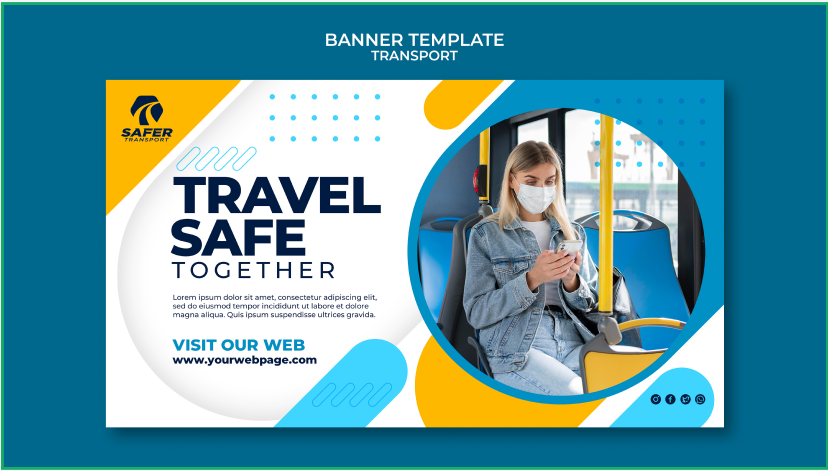 BANNER TEMPLATE
TRANSPORT
SAFER
TRANSPORT
TRAVEL
SAFE
TOGETHER
Lorem ipsum dolor sit amet, consectetur adipiscing elit,
sed do eiusmod tempor incididunt ut labore et dolore
magna aliqua. Quis ipsum suspendisse ultrices gravida.
VISIT OUR WEB
www.yourwebpage.com